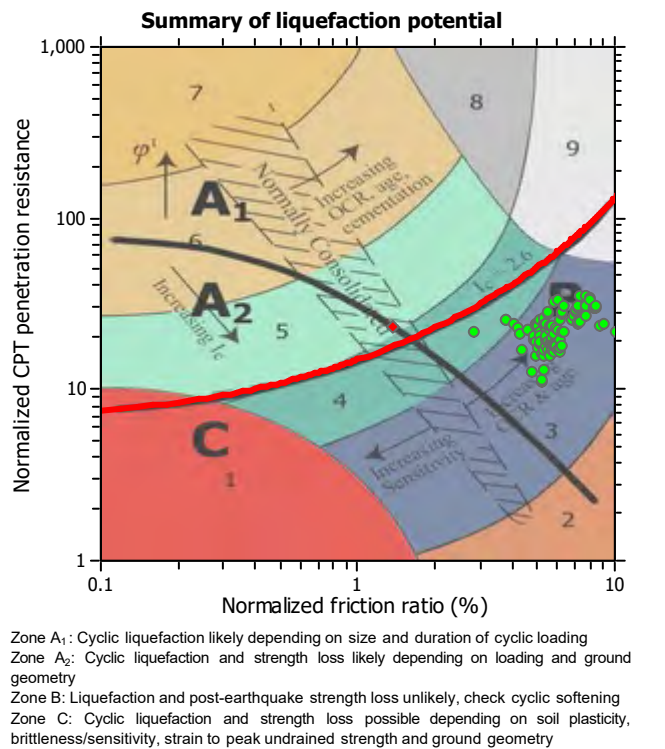 Summary of liquefaction potential
1,000
7
8
9
φ'
Increasing
OCR, age,
cementation
Normally Consolidated
A1
100
6
Ic = 2.6
A2
B
Increasing Ic
5
Normalized CPT penetration resistance
10
4
Increasing
OCR & age
3
C
Increasing
Sensitivity
1
2
1
0.1
1
10
Normalized friction ratio (%)
Zone A1: Cyclic liquefaction likely depending on size and duration of cyclic loading
Zone A2: Cyclic liquefaction and strength loss likely depending on loading and ground
geometry
Zone B: Liquefaction and post-earthquake strength loss unlikely, check cyclic softening
Zone C: Cyclic liquefaction and strength loss possible depending on soil plasticity,
brittleness/sensitivity, strain to peak undrained strength and ground geometry